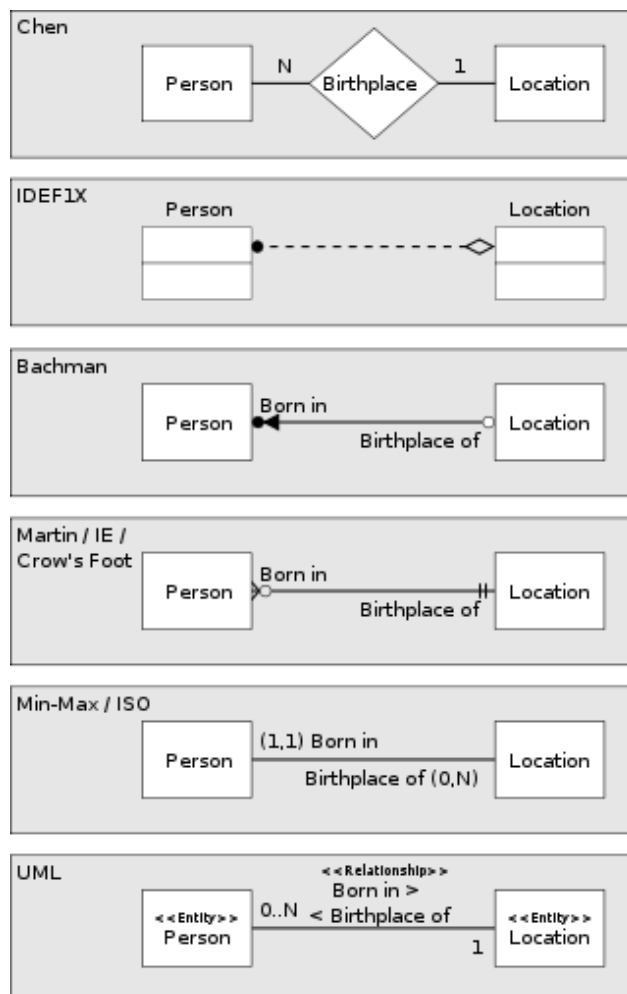 Chen
Person
N
Birthplace
1
Location
IDEF1X
Person
Location
Bachman
Person
Born in
Birthplace of
Location
Martin / IE /
Crow's Foot
Person
Born in
Birthplace of
Location
Min-Max / ISO
Person
(1,1) Born in
Birthplace of (0,N)
Location
UML
<<Entity>>
Person
0..N
<<Relationship>>
Born in >
< Birthplace of
1
<<Entity>>
Location